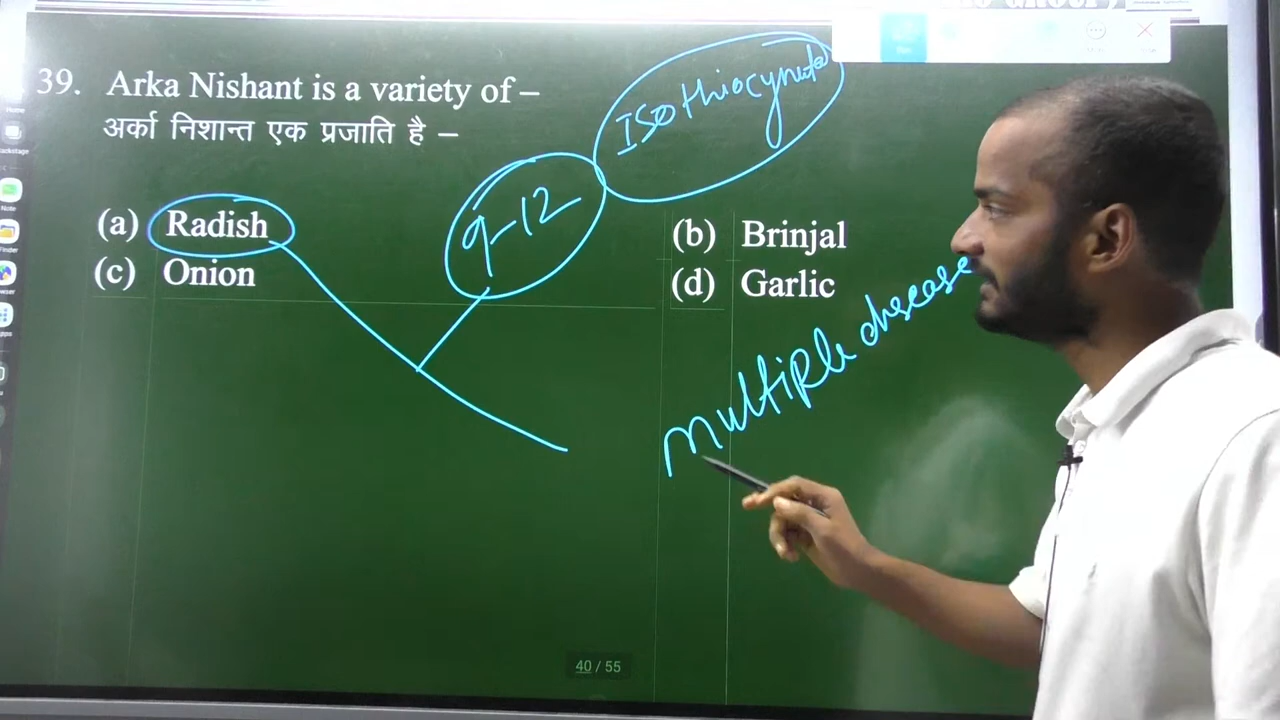 39. Arka Nishant is a variety of –
अर्का निशान्त एक प्रजाति है –
Isothiocynate
9-12
(a) Radish
(b) Brinjal
(c) Onion
(d) Garlic
multiple disease
40 / 55